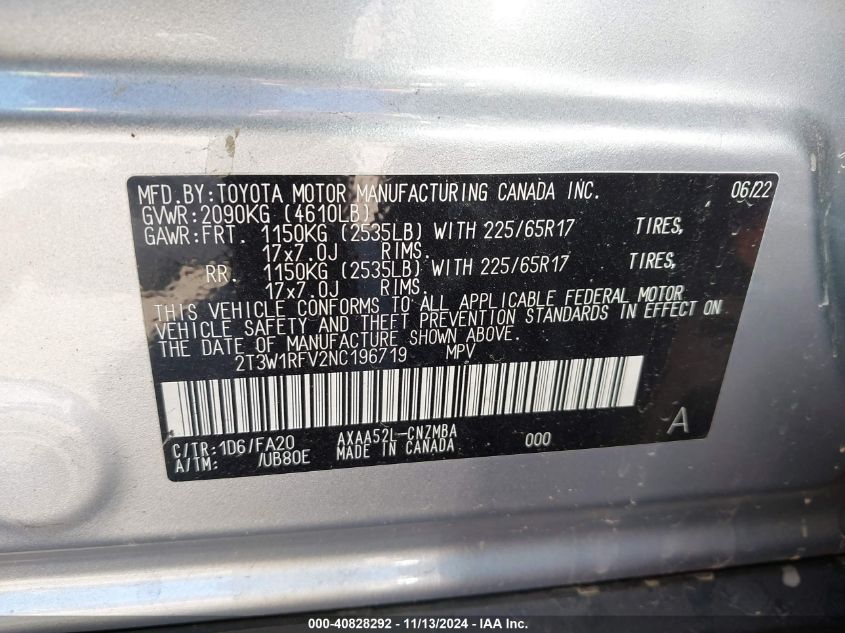 MFD.BY:TOYOTA MOTOR MANUFACTURING CANADA INC. 06/22
GVWR:2090KG (4610LB)
GAWR:FRT. 1150KG (2535LB) WITH 225/65R17 TIRES,
17x7.0J RIMS.
RR. 1150KG (2535LB) WITH 225/65R17 TIRES,
17x7.0J RIMS.
THIS VEHICLE CONFORMS TO ALL APPLICABLE FEDERAL MOTOR
VEHICLE SAFETY AND THEFT PREVENTION STANDARDS IN EFFECT ON
THE DATE OF MANUFACTURE SHOWN ABOVE.
2T3W1RFV2NC196719 MPV
C/TR:1D6/FA20 AXAA52L-CNZMBA 000 A
A/TM: /UB80E MADE IN CANADA
000-40828292 - 11/13/2024 - IAAI.com